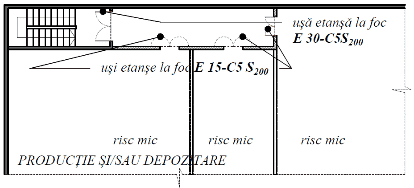 ușă etanșă la foc
E 30-C5S200
uși etanșe la foc E 15-C5 S200
risc mic
risc mic
risc mic
PRODUCȚIE ȘI/SAU DEPOZITARE